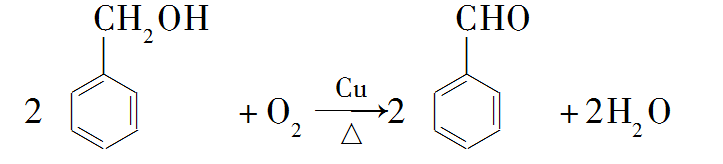 CH₂OH CHO
2 + O₂ Cu △ 2 + 2H₂O